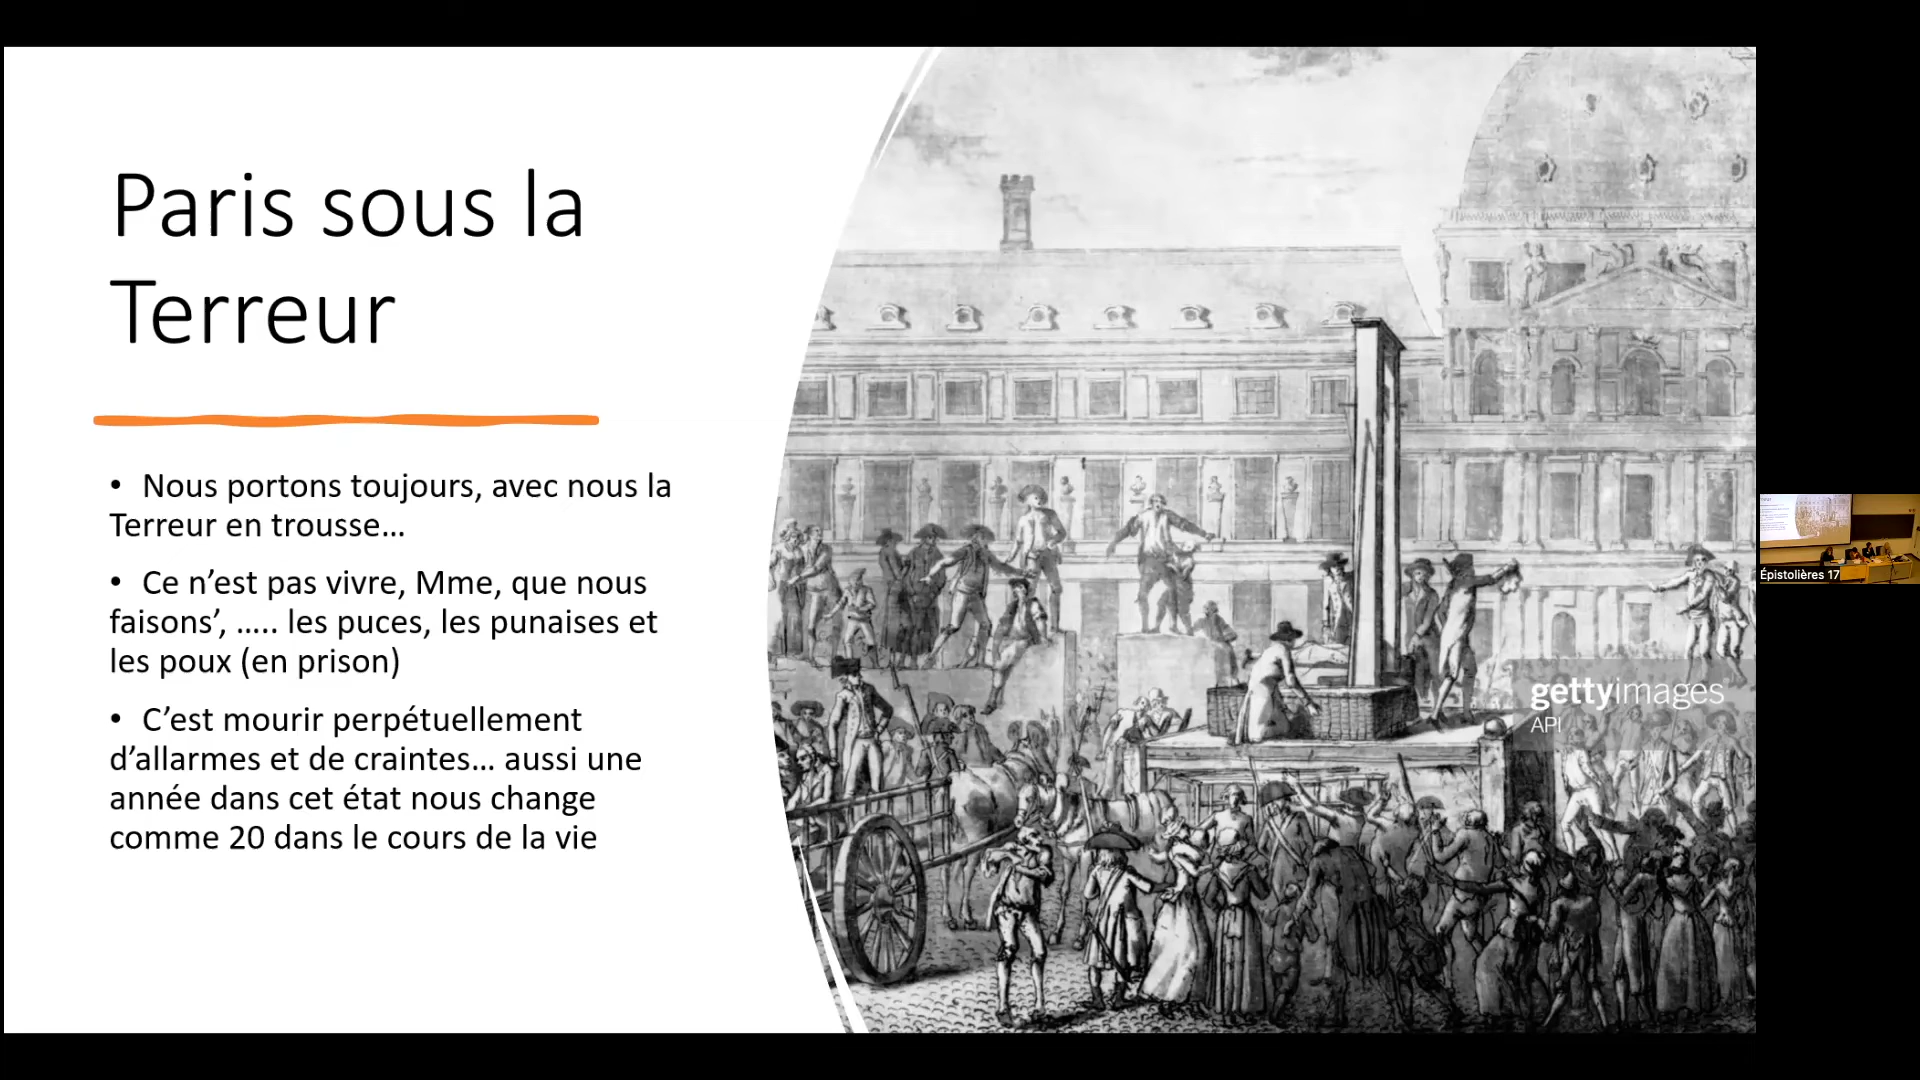 Paris sous la
Terreur
• Nous portons toujours, avec nous la
Terreur en trousse…
• Ce n’est pas vivre, Mme, que nous
faisons’, ….. les puces, les punaises et
les poux (en prison)
• C’est mourir perpétuellement
d’allarmes et de craintes… aussi une
année dans cet état nous change
comme 20 dans le cours de la vie
gettyimages
API
Épistolières 17